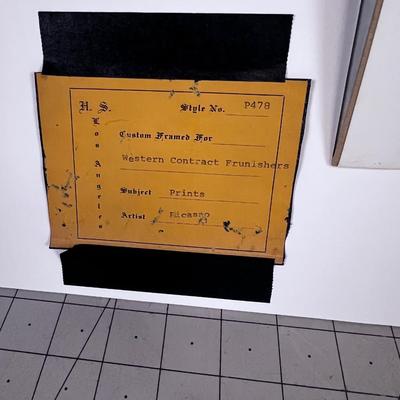 H. S. Style No. P478
Los Angeles
Custom Framed For
Western Contract Frunishers
Subject Prints
Artist Picasso